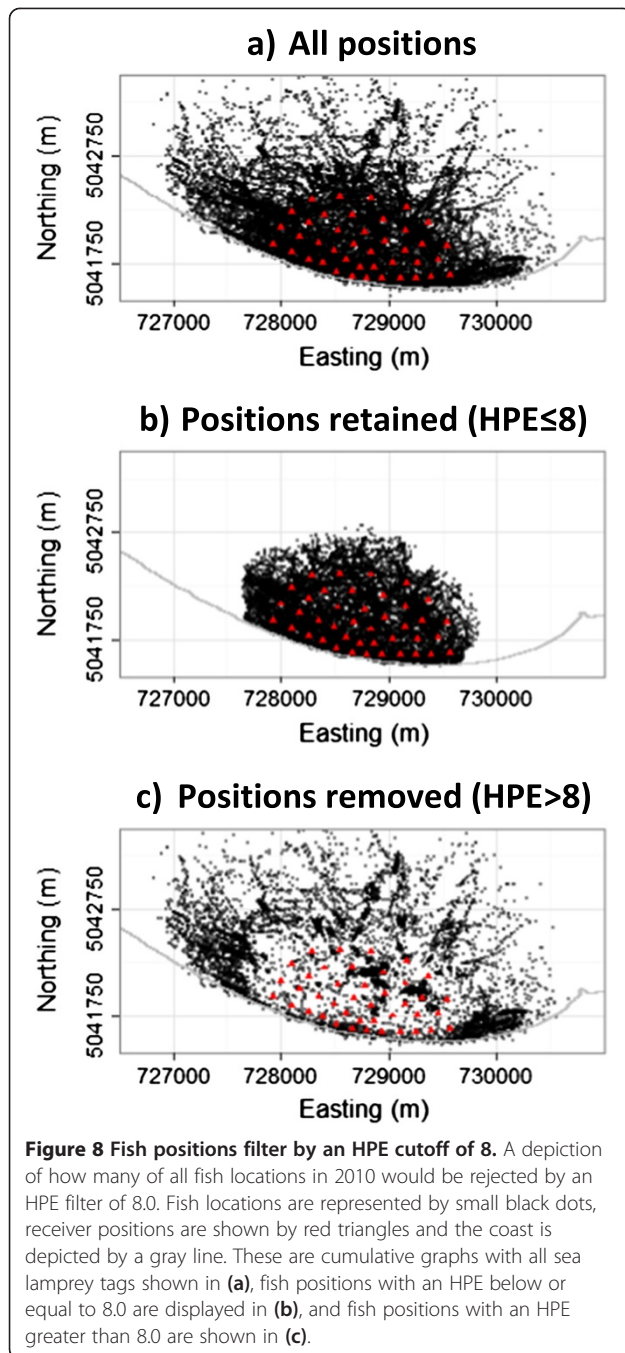 a) All positions
Northing (m)
5042750
5041750
727000 728000 729000 730000
Easting (m)
b) Positions retained (HPE≤8)
Northing (m)
5042750
5041750
727000 728000 729000 730000
Easting (m)
c) Positions removed (HPE>8)
Northing (m)
5042750
5041750
727000 728000 729000 730000
Easting (m)
Figure 8 Fish positions filter by an HPE cutoff of 8. A depiction
of how many of all fish locations in 2010 would be rejected by an
HPE filter of 8.0. Fish locations are represented by small black dots,
receiver positions are shown by red triangles and the coast is
depicted by a gray line. These are cumulative graphs with all sea
lamprey tags shown in (a), fish positions with an HPE below or
equal to 8.0 are displayed in (b), and fish positions with an HPE
greater than 8.0 are shown in (c).